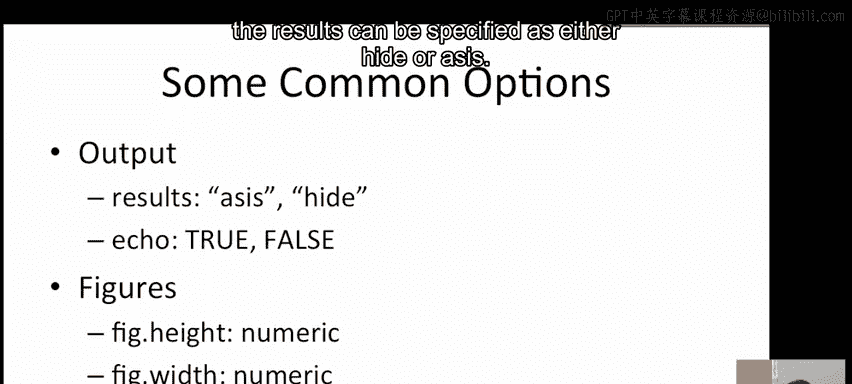 GPT中英字幕课程资源@bilibili.com
the results can be specified as either
hide or asis.
Some Common Options
• Output
– results: “asis”, “hide”
– echo: TRUE, FALSE
• Figures
– fig.height: numeric
– fig.width: numeric